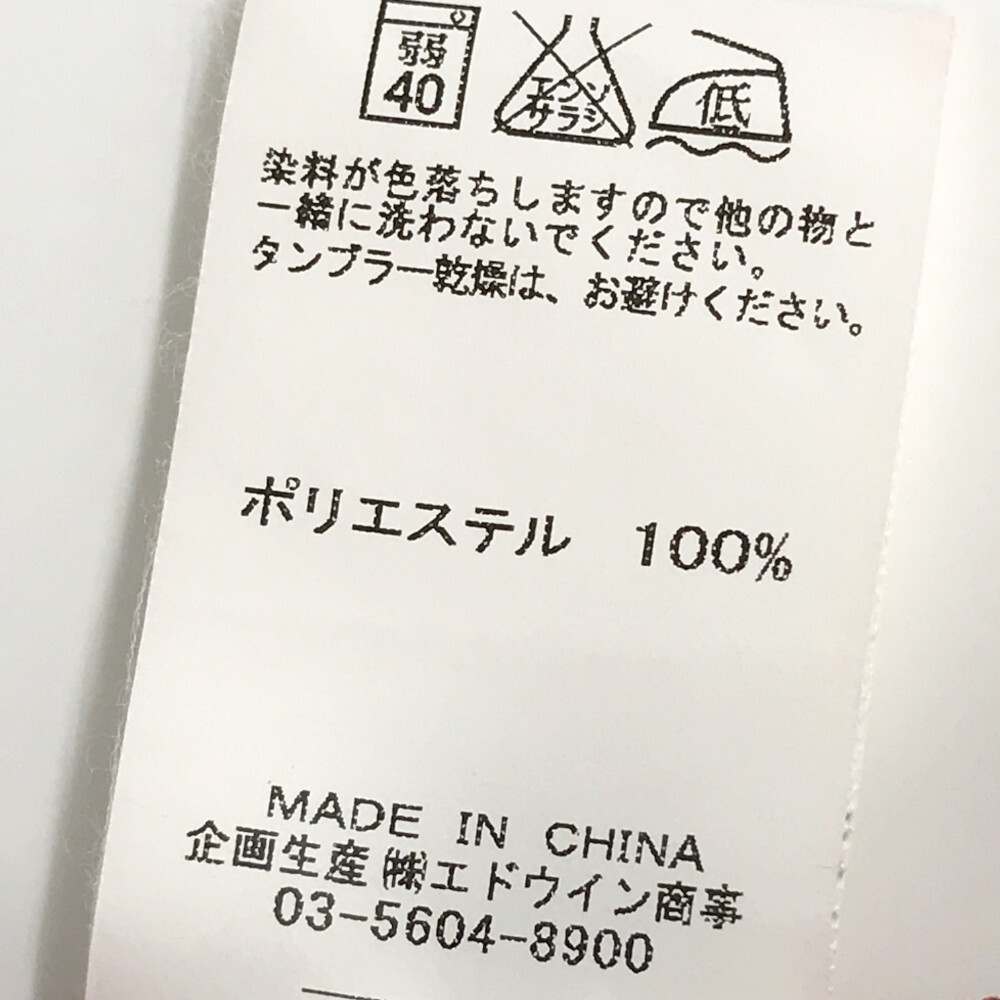 弱
40
エンソ
サラシ
低
染料が色落ちしますので他の物と
一緒に洗わないでください。
タンブラー乾燥は、お避けください。
ポリエステル 100%
MADE IN CHINA
企画生産㈱エドウイン商事
03-5604-8900